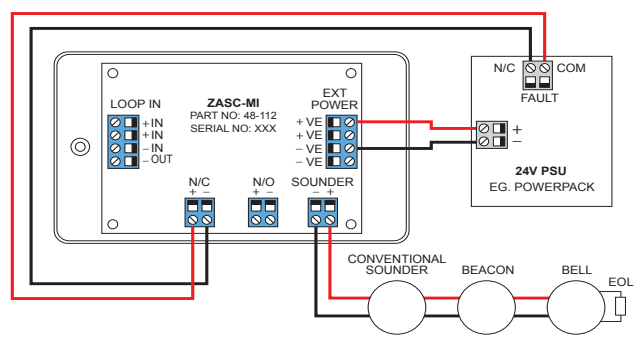 N/C COM
FAULT
LOOP IN
+ IN
+ IN
– IN
– OUT
ZASC-MI
PART NO: 48-112
SERIAL NO: XXX
EXT
POWER
+ VE
+ VE
– VE
– VE
+
–
24V PSU
EG. POWERPACK
N/C
+ –
N/O
+ –
SOUNDER
– +
CONVENTIONAL
SOUNDER
BEACON
BELL
EOL